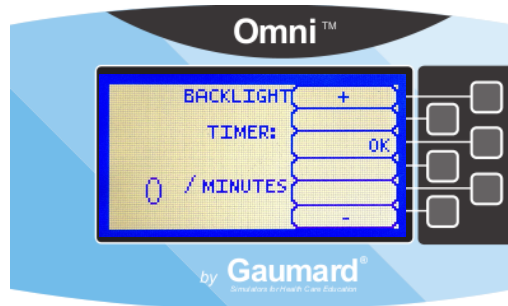 Omni™
BACKLIGHT +
TIMER:
OK
0 / MINUTES
-
by Gaumard®
Simulators for Health Care Education